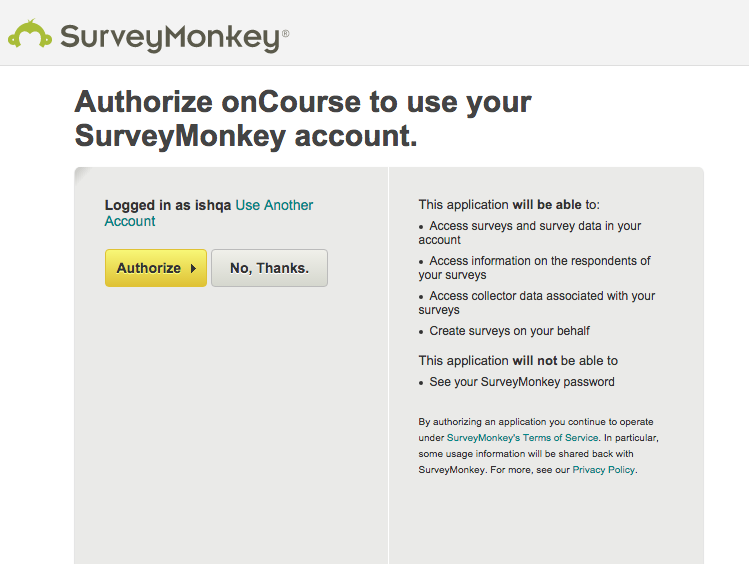 SurveyMonkey®
Authorize onCourse to use your
SurveyMonkey account.
Logged in as ishqa Use Another
Account
Authorize
No, Thanks.
This application will be able to:
• Access surveys and survey data in your
account
• Access information on the respondents of
your surveys
• Access collector data associated with your
surveys
• Create surveys on your behalf
This application will not be able to
• See your SurveyMonkey password
By authorizing an application you continue to operate
under SurveyMonkey's Terms of Service. In particular,
some usage information will be shared back with
SurveyMonkey. For more, see our Privacy Policy.